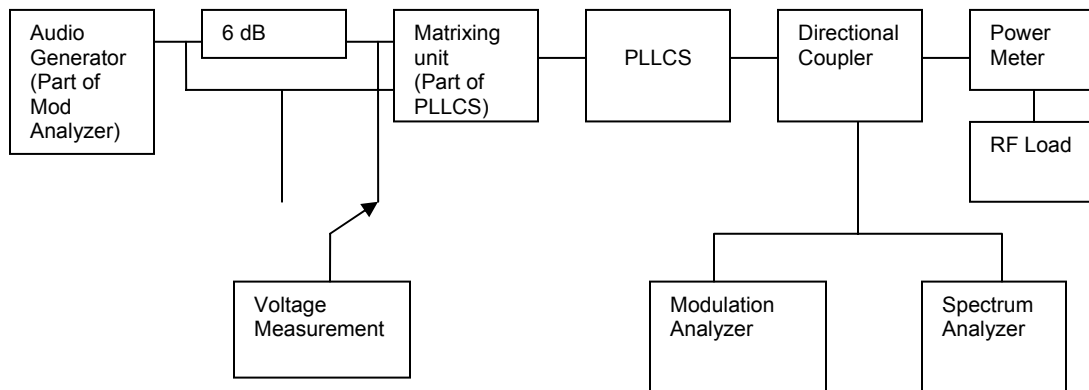 Audio
Generator
(Part of
Mod
Analyzer)
6 dB
Matrixing
unit
(Part of
PLLCS)
PLLCS
Directional
Coupler
Power
Meter
RF Load
Voltage
Measurement
Modulation
Analyzer
Spectrum
Analyzer